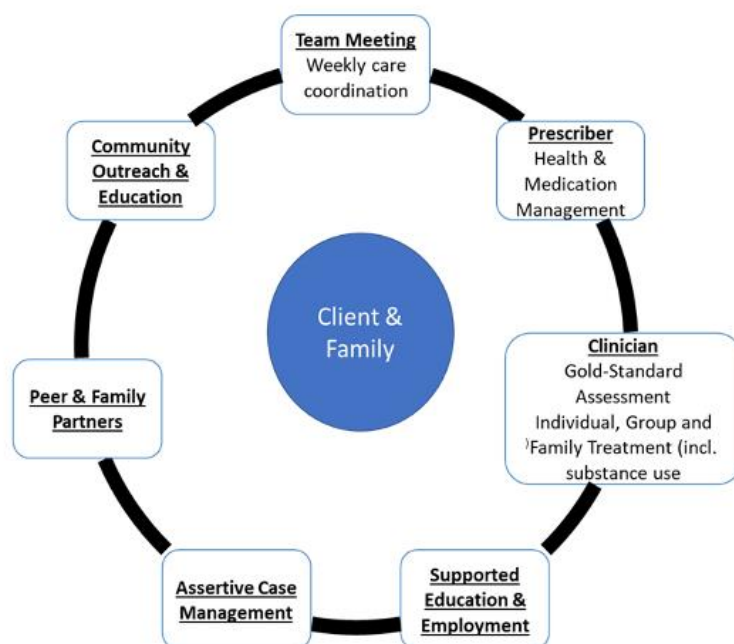 Team Meeting
Weekly care
coordination
Prescriber
Health &
Medication
Management
Clinician
Gold-Standard
Assessment
Individual, Group and
)Family Treatment (incl.
substance use
Supported
Education &
Employment
Assertive Case
Management
Peer & Family
Partners
Community
Outreach &
Education
Client &
Family